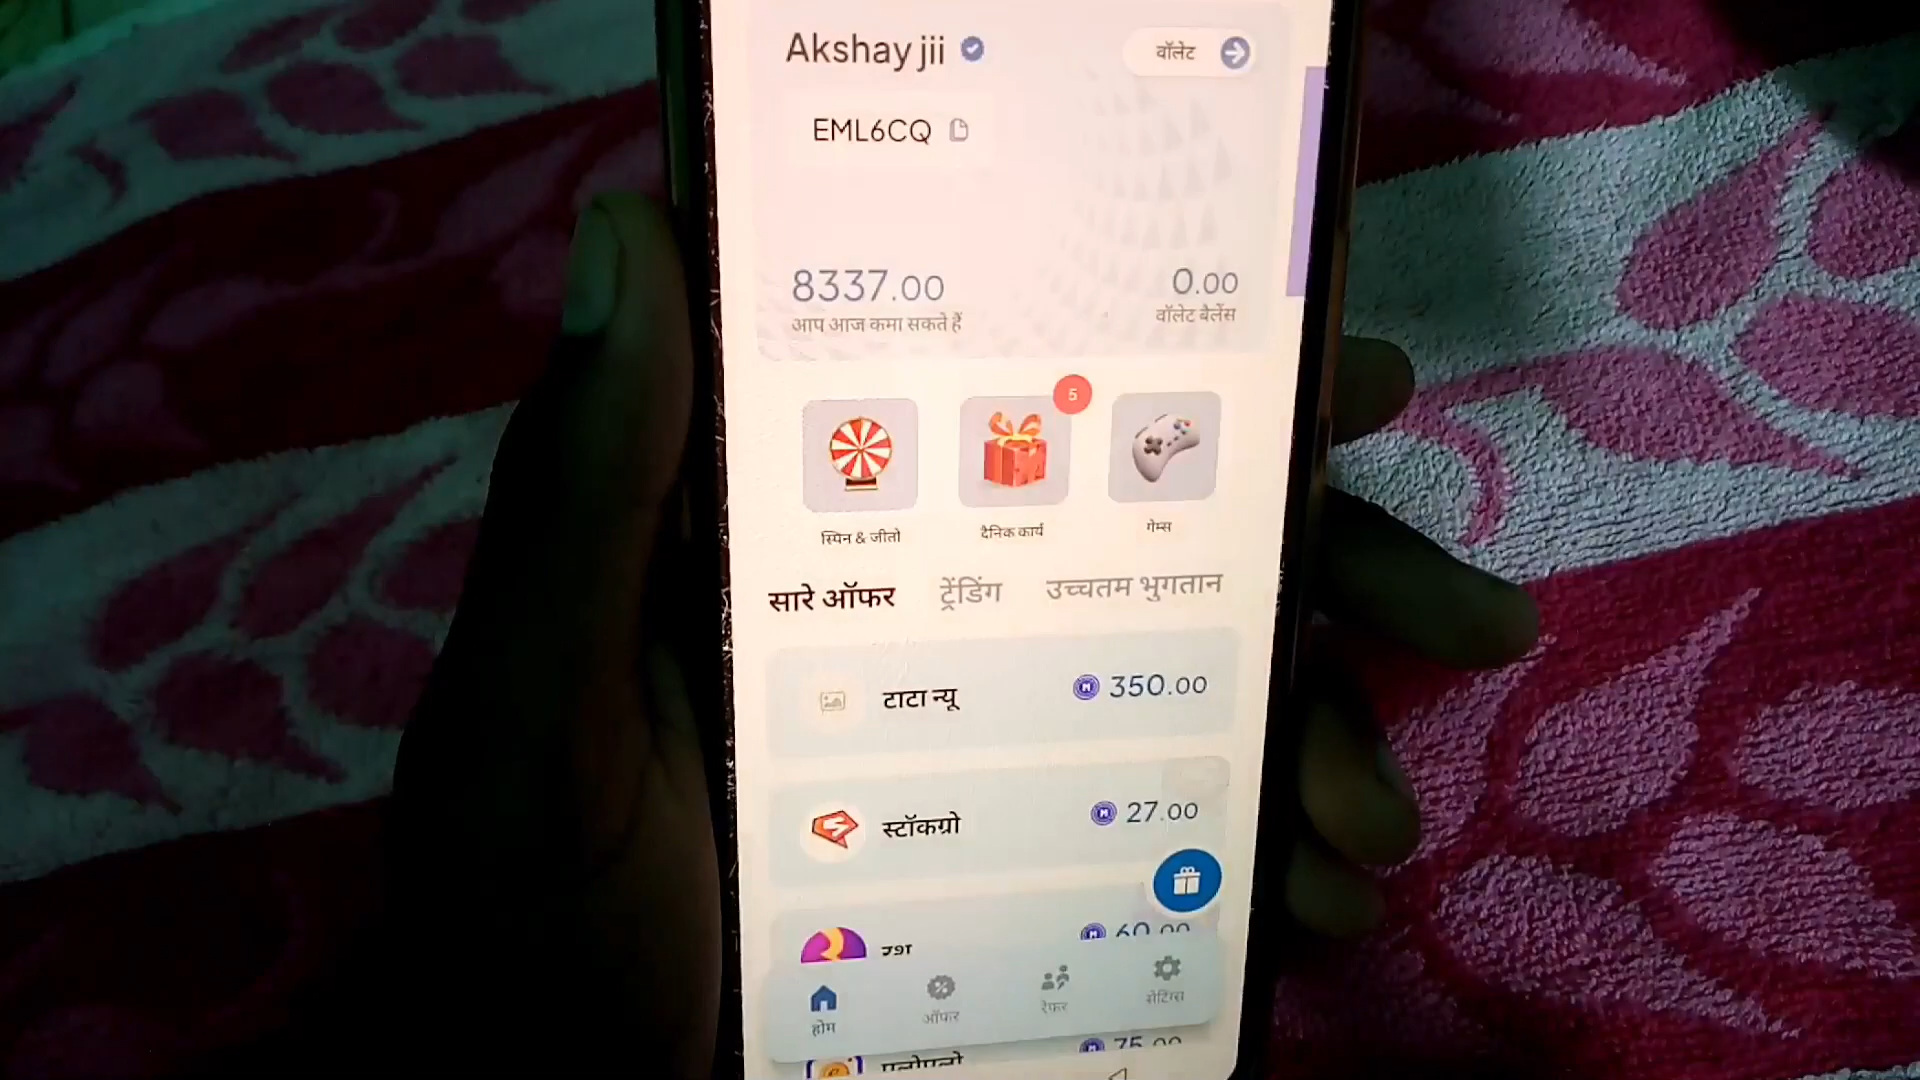 Akshay jii
वॉलेट
EML6CQ
8337.00
0.00
आप आज कमा सकते हैं
वॉलेट बैलेंस
5
स्पिन & जीतो
दैनिक कार्य
गेम्स
सारे ऑफर
ट्रेंडिंग
उच्चतम भुगतान
टाटा न्यू
350.00
स्टॉकग्रो
27.00
60.00
होम
ऑफर
रेफर
सेटिंग्स
75.00